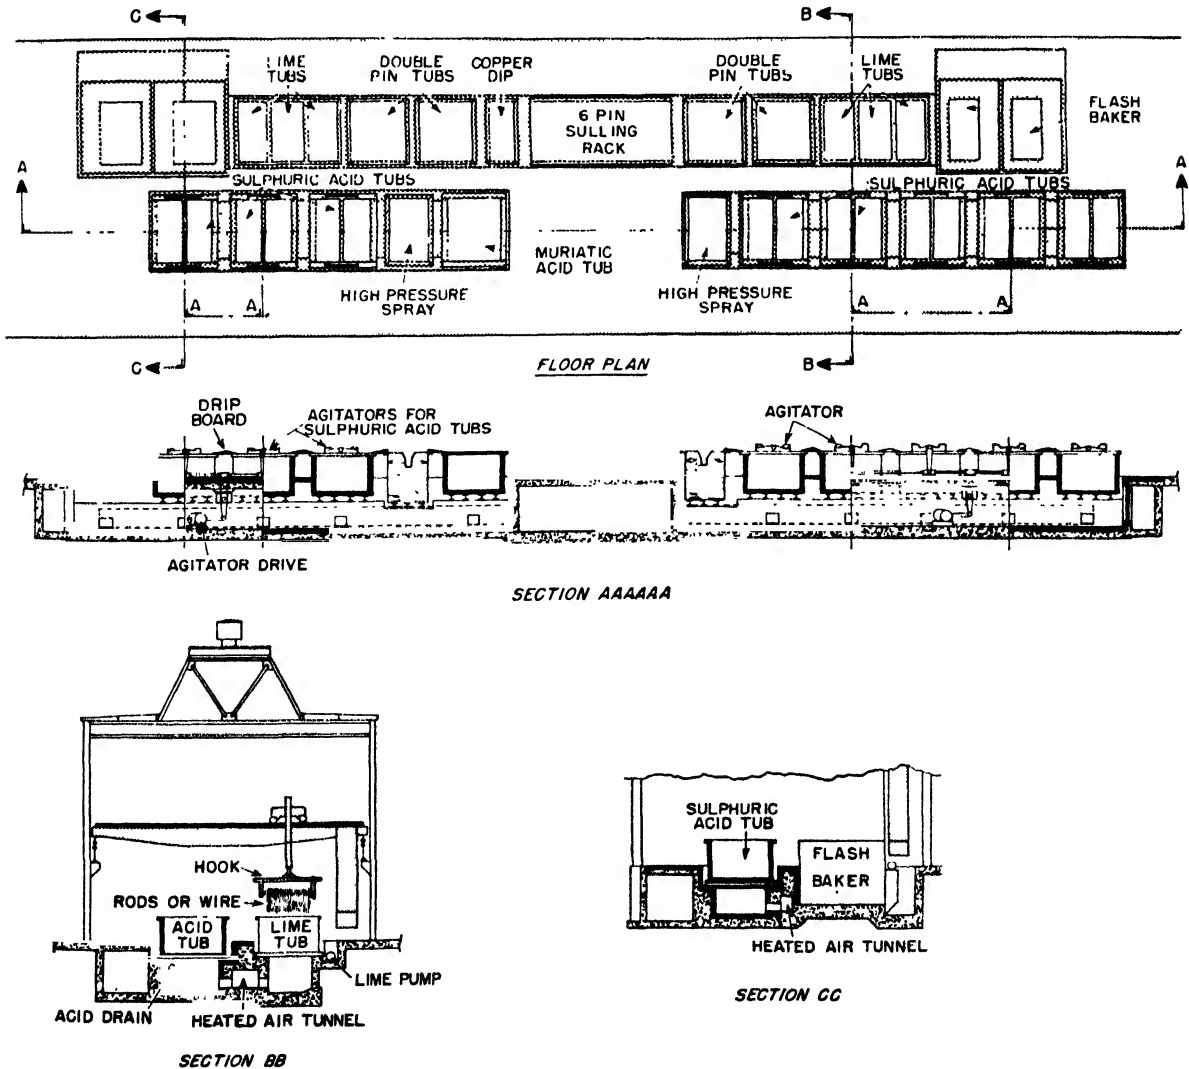 C
B
LIME
TUBS
DOUBLE
PIN TUBS
COPPER
DIP
DOUBLE
PIN TUBS
LIME
TUBS
FLASH
BAKER
6 PIN
SULLING
RACK
A
A
SULPHURIC ACID TUBS
SULPHURIC ACID TUBS
MURIATIC
ACID TUB
HIGH PRESSURE
SPRAY
HIGH PRESSURE
SPRAY
A
A
A
A
C
B
FLOOR PLAN
DRIP
BOARD
AGITATORS FOR
SULPHURIC ACID TUBS
AGITATOR
AGITATOR DRIVE
SECTION AAAAAA
HOOK
RODS OR WIRE
ACID
TUB
LIME
TUB
LIME PUMP
ACID DRAIN
HEATED AIR TUNNEL
SECTION BB
SULPHURIC
ACID TUB
FLASH
BAKER
HEATED AIR TUNNEL
SECTION CC